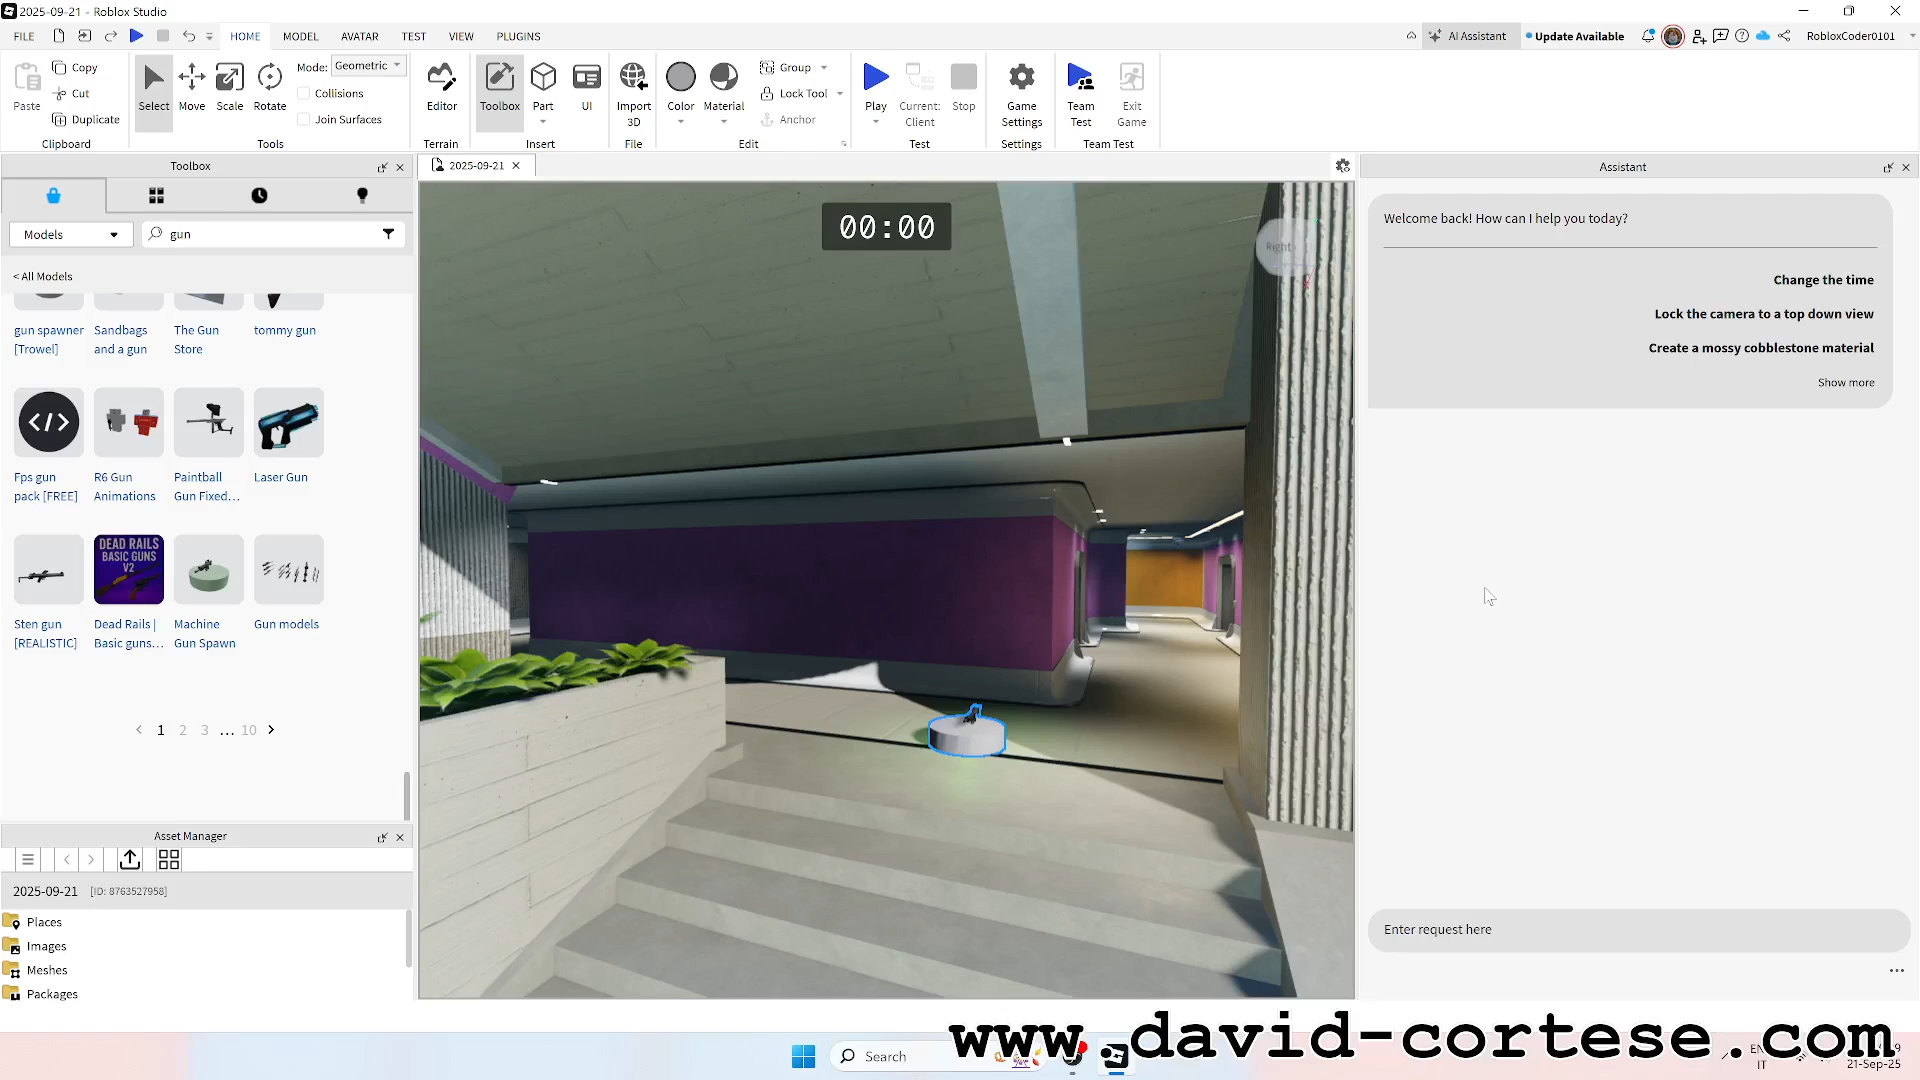 2025-09-21 - Roblox Studio
FILE HOME MODEL AVATAR TEST VIEW PLUGINS AI Assistant Update Available RobloxCoder0101
Paste Copy Cut Duplicate
Clipboard
Select Move Scale Rotate
Mode: Geometric
Collisions
Join Surfaces
Tools
Editor
Terrain
Toolbox Part UI
Insert
Import 3D
File
Color Material
Group
Lock Tool
Anchor
Edit
Play Current: Client Stop
Test
Game Settings
Settings
Team Test Exit Game
Team Test
Toolbox
Models gun
< All Models
gun spawner [Trowel]
Sandbags and a gun
The Gun Store
tommy gun
Fps gun pack [FREE]
R6 Gun Animations
Paintball Gun Fixed...
Laser Gun
DEAD RAILS
BASIC GUNS
V2
Sten gun [REALISTIC]
Dead Rails | Basic guns...
Machine Gun Spawn
Gun models
< 1 2 3 ... 10 >
Asset Manager
2025-09-21 [ID: 8763527958]
Places
Images
Meshes
Packages
2025-09-21
00:00
Right
Assistant
Welcome back! How can I help you today?
Change the time
Lock the camera to a top down view
Create a mossy cobblestone material
Show more
Enter request here
www.david-cortese.com
Search
IT
21-Sep-25